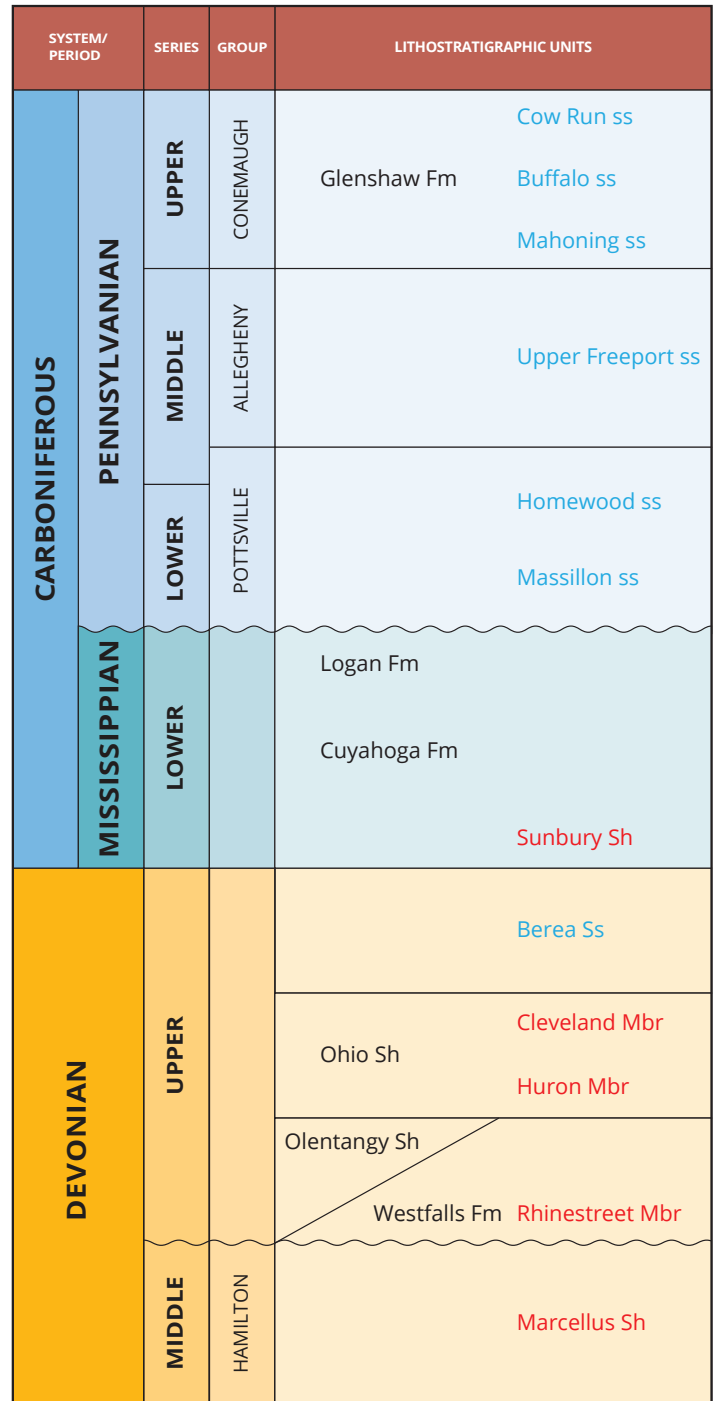 SYSTEM/
PERIOD
SERIES
GROUP
LITHOSTRATIGRAPHIC UNITS
CARBONIFEROUS
PENNSYLVANIAN
UPPER
CONEMAUGH
Glenshaw Fm
Cow Run ss
Buffalo ss
Mahoning ss
MIDDLE
ALLEGHENY
Upper Freeport ss
LOWER
POTTSVILLE
Homewood ss
Massillon ss
MISSISSIPPIAN
LOWER
Logan Fm
Cuyahoga Fm
Sunbury Sh
DEVONIAN
UPPER
Berea Ss
Ohio Sh
Cleveland Mbr
Huron Mbr
Olentangy Sh
Westfalls Fm
Rhinestreet Mbr
MIDDLE
HAMILTON
Marcellus Sh